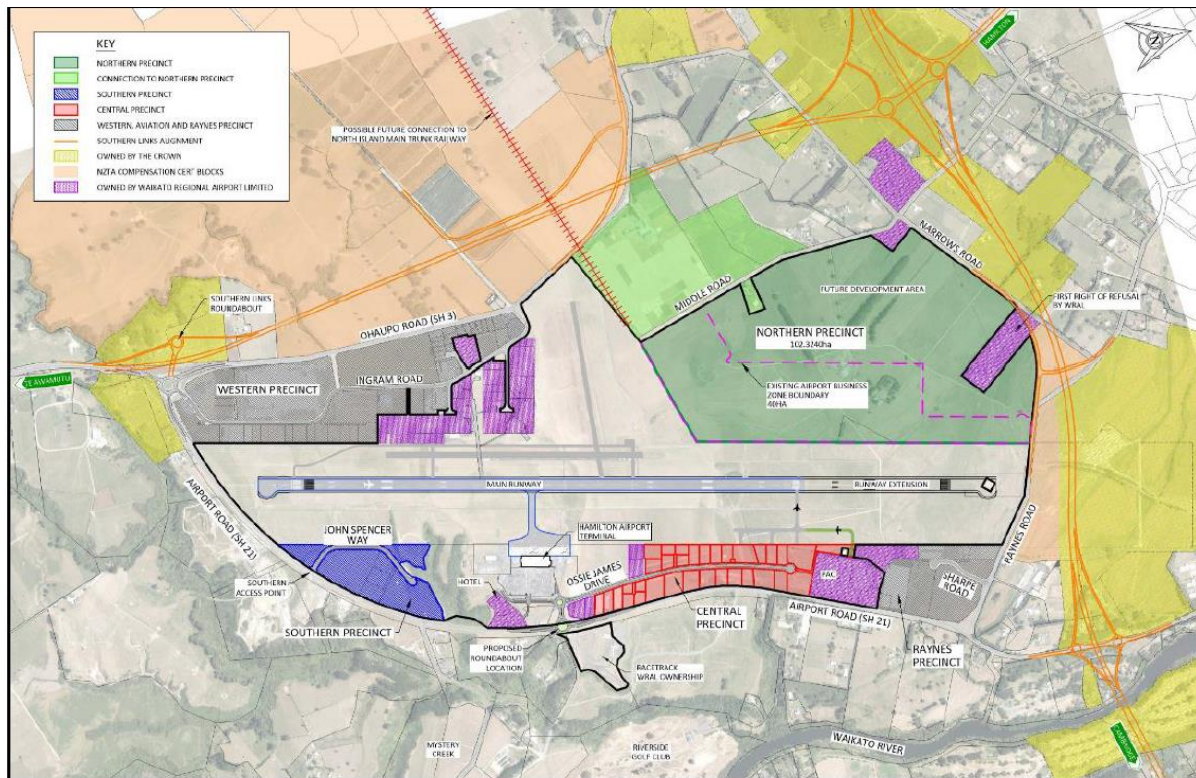 KEY
NORTHERN PRECINCT
CONNECTION TO NORTHERN PRECINCT
SOUTHERN PRECINCT
CENTRAL PRECINCT
WESTERN, AVIATION AND RAYNES PRECINCT
SOUTHERN LINKS ALIGNMENT
OWNED BY THE CROWN
NZTA COMPENSATION CERT BLOCKS
OWNED BY WAIKATO REGIONAL AIRPORT LIMITED
HAMILTON
POSSIBLE FUTURE CONNECTION TO
NORTH ISLAND MAIN TRUNK RAILWAY
NARROWS ROAD
MIDDLE ROAD
FUTURE DEVELOPMENT AREA
FIRST RIGHT OF REFUSAL
BY WRAL
NORTHERN PRECINCT
102.3240ha
SOUTHERN LINKS
ROUNDABOUT
OHAUPO ROAD (SH 3)
TE AWAMUTU
WESTERN PRECINCT
INGRAM ROAD
EXISTING AIRPORT BUSINESS
ZONE BOUNDARY
40HA
MAIN RUNWAY
RUNWAY EXTENSION
AIRPORT ROAD (SH 21)
RAYNES ROAD
JOHN SPENCER
WAY
HAMILTON AIRPORT
TERMINAL
SOUTHERN
ACCESS POINT
HOTEL
OSSIE JAMES
DRIVE
PAC
SHARPE
ROAD
SOUTHERN PRECINCT
CENTRAL
PRECINCT
AIRPORT ROAD (SH 21)
PROPOSED
ROUNDABOUT
LOCATION
RACETRACK
WRAL OWNERSHIP
RAYNES
PRECINCT
MYSTERY
CREEK
RIVERSIDE
GOLF CLUB
WAIKATO RIVER
CAMBRIDGE